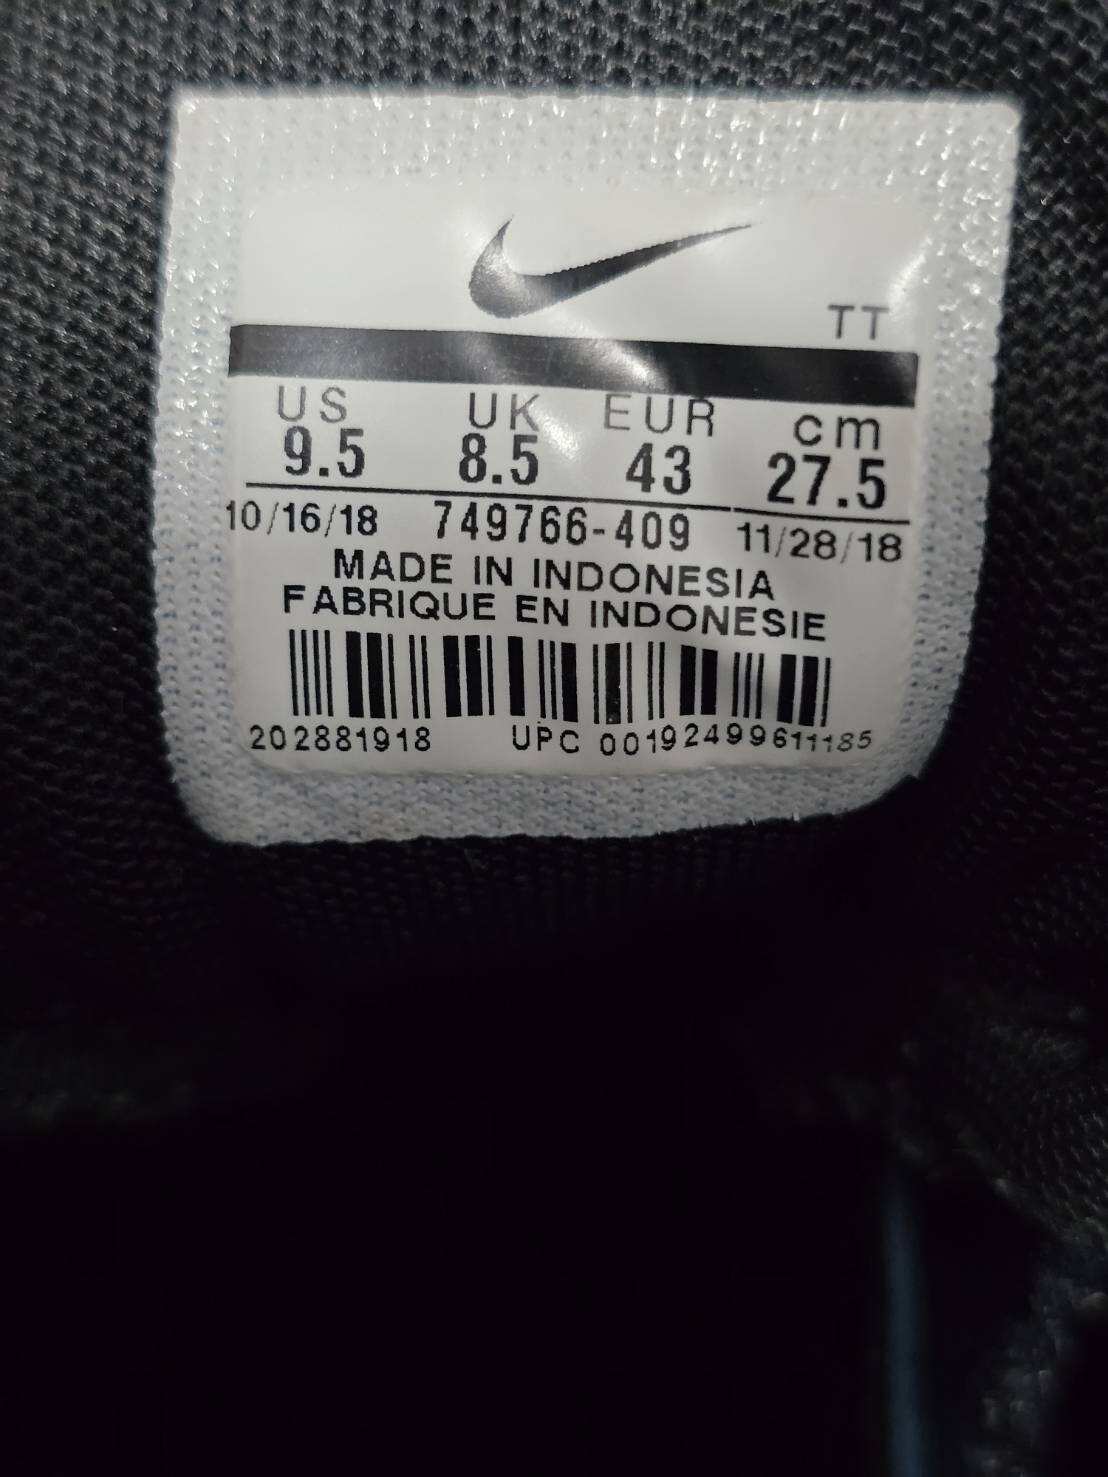 TT
US UK EUR cm
9.5 8.5 43 27.5
10/16/18 749766-409 11/28/18
MADE IN INDONESIA
FABRIQUE EN INDONESIE
202881918 UPC 00192499611185